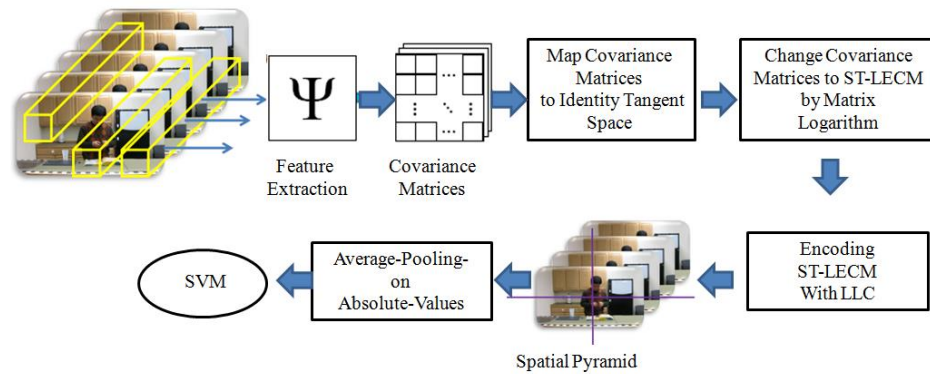 Ψ
Feature
Extraction
Covariance
Matrices
Map Covariance
Matrices
to Identity Tangent
Space
Change Covariance
Matrices to ST-LECM
by Matrix
Logarithm
SVM
Average-Pooling-
on
Absolute-Values
Spatial Pyramid
Encoding
ST-LECM
With LLC